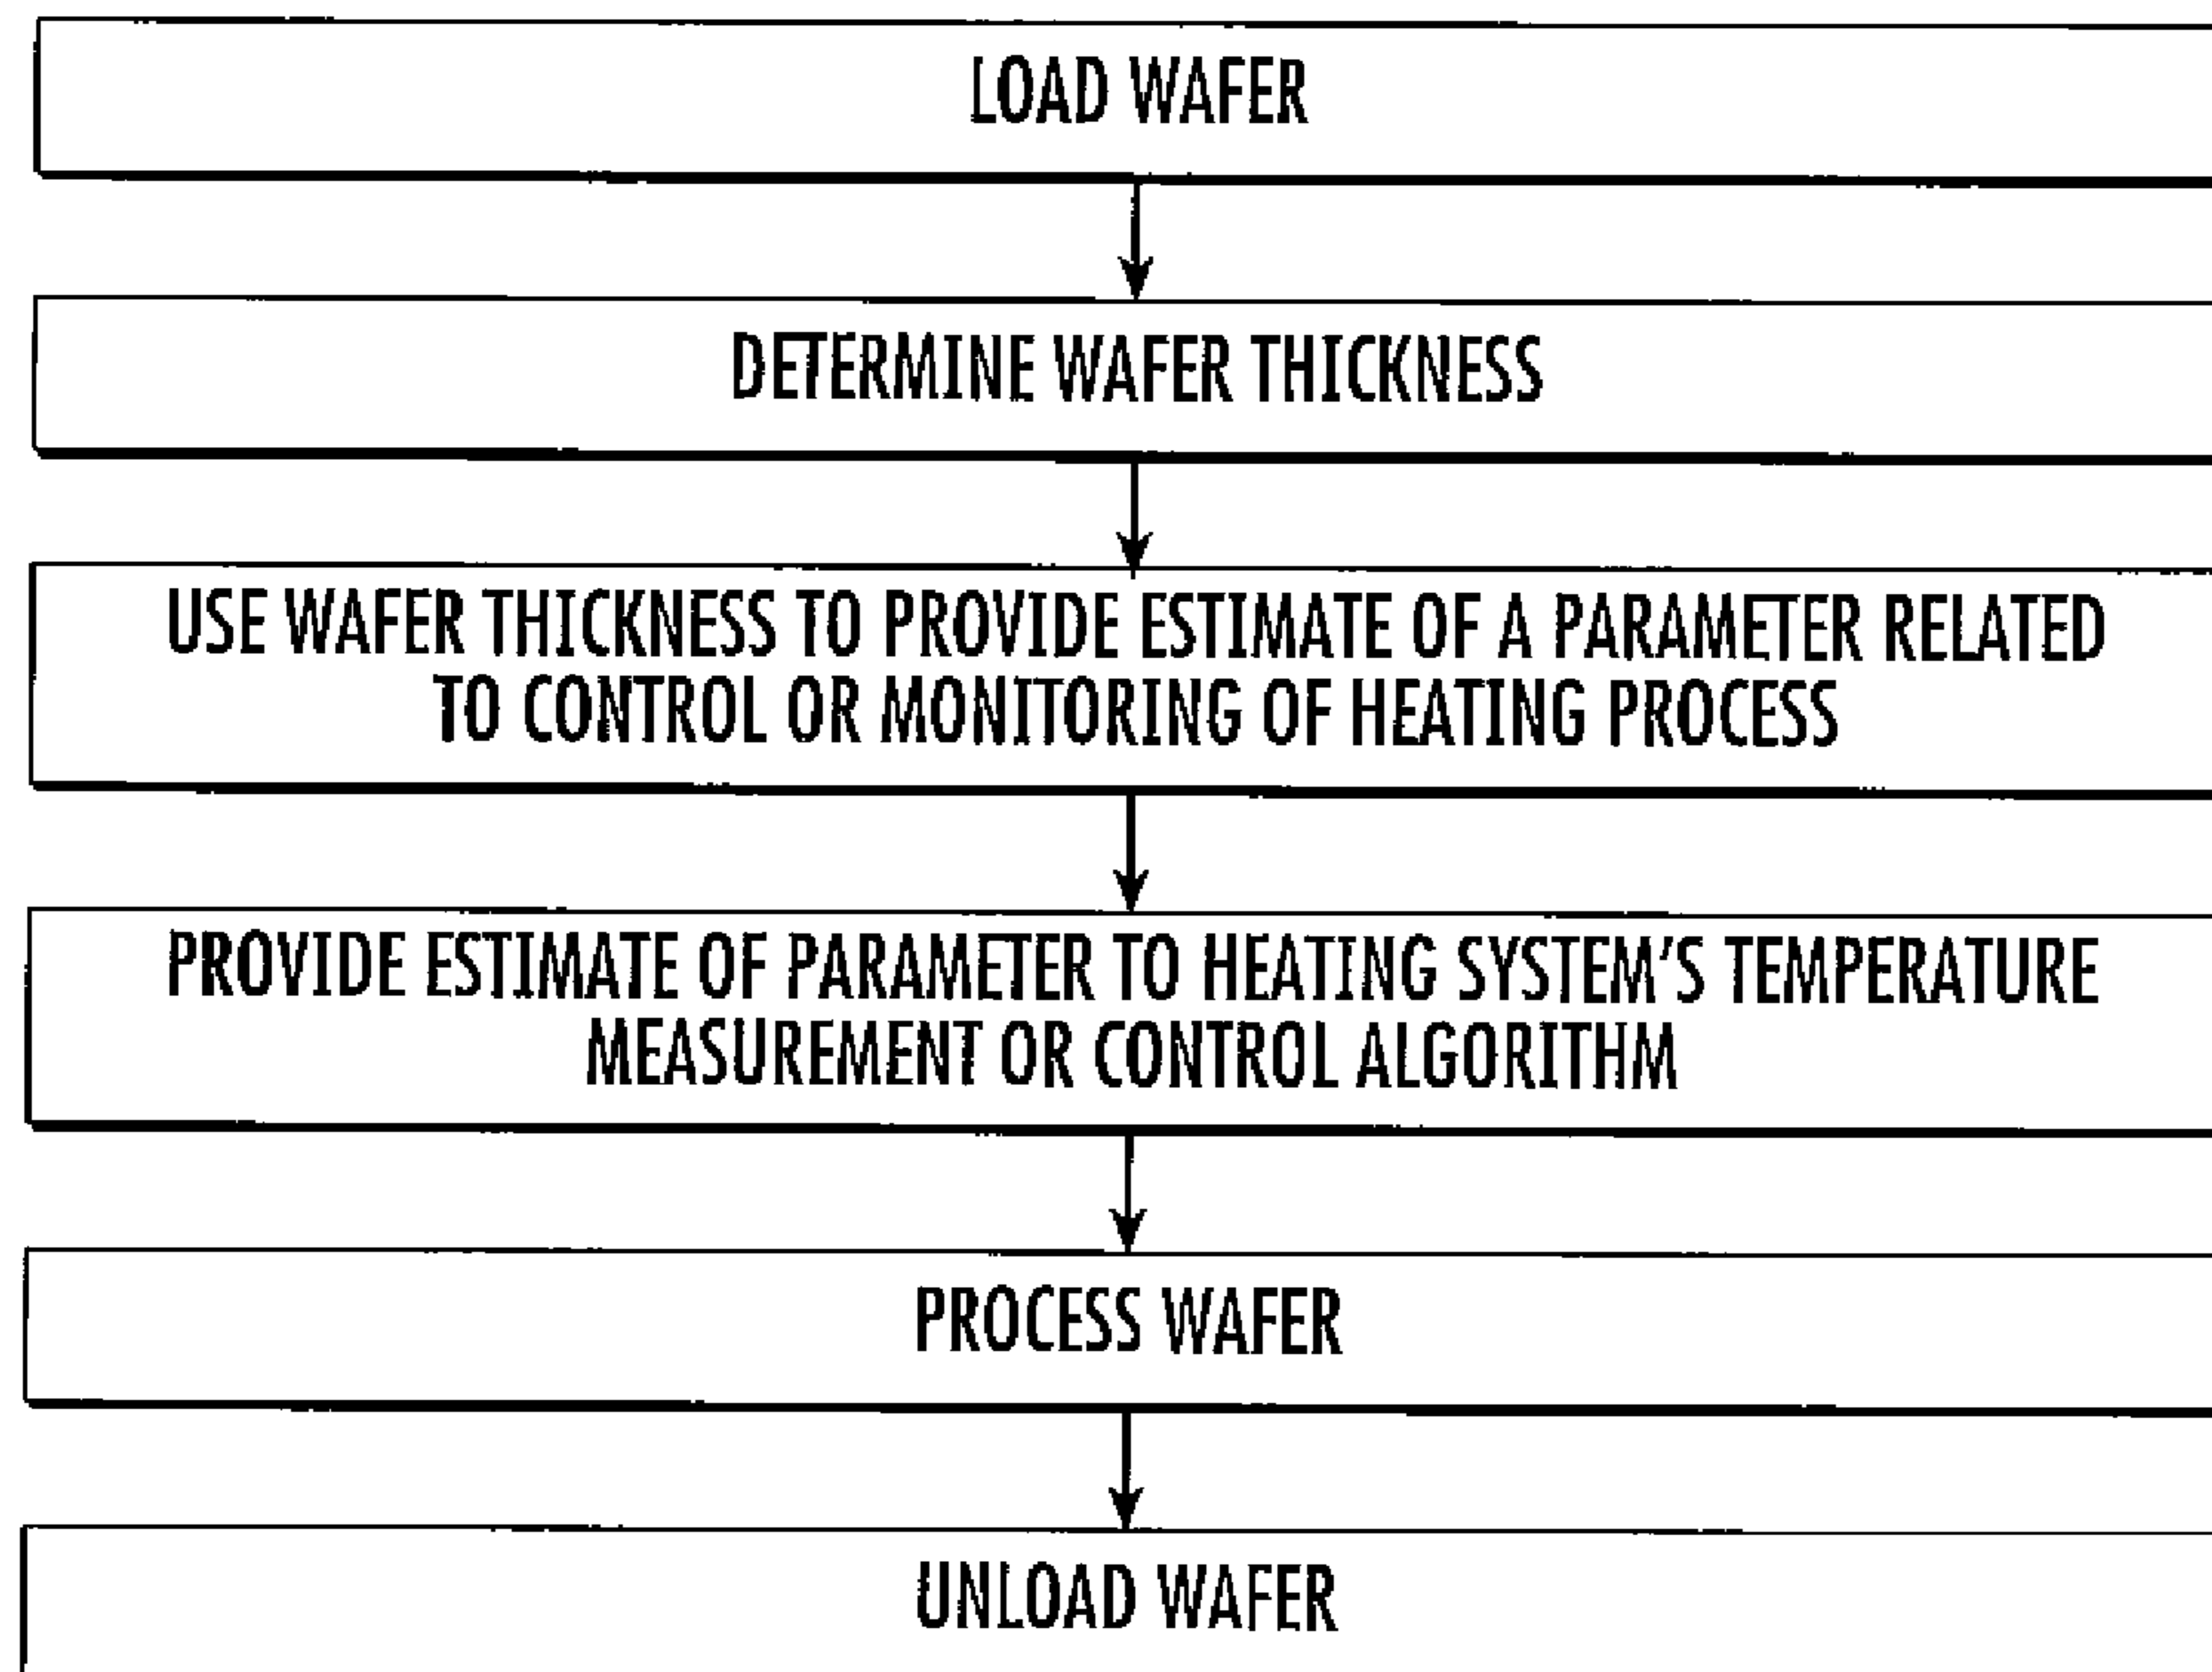 LOAD WAFER
DETERMINE WAFER THICKNESS
USE WAFER THICKNESS TO PROVIDE ESTIMATE OF A PARAMETER RELATED
TO CONTROL OR MONITORING OF HEATING PROCESS
PROVIDE ESTIMATE OF PARAMETER TO HEATING SYSTEM'S TEMPERATURE
MEASUREMENT OR CONTROL ALGORITHM
PROCESS WAFER
UNLOAD WAFER